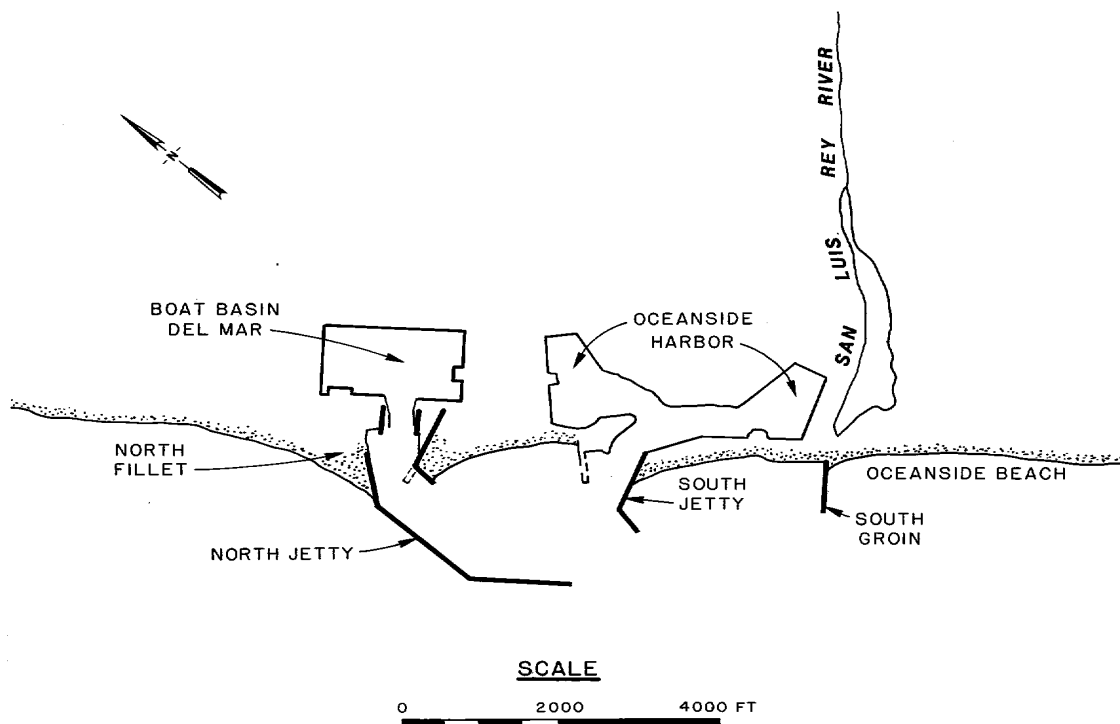 SAN LUIS REY RIVER
N
BOAT BASIN
DEL MAR
OCEANSIDE
HARBOR
NORTH
FILLET
OCEANSIDE BEACH
SOUTH
JETTY
SOUTH
GROIN
NORTH JETTY
SCALE
0 2000 4000 FT